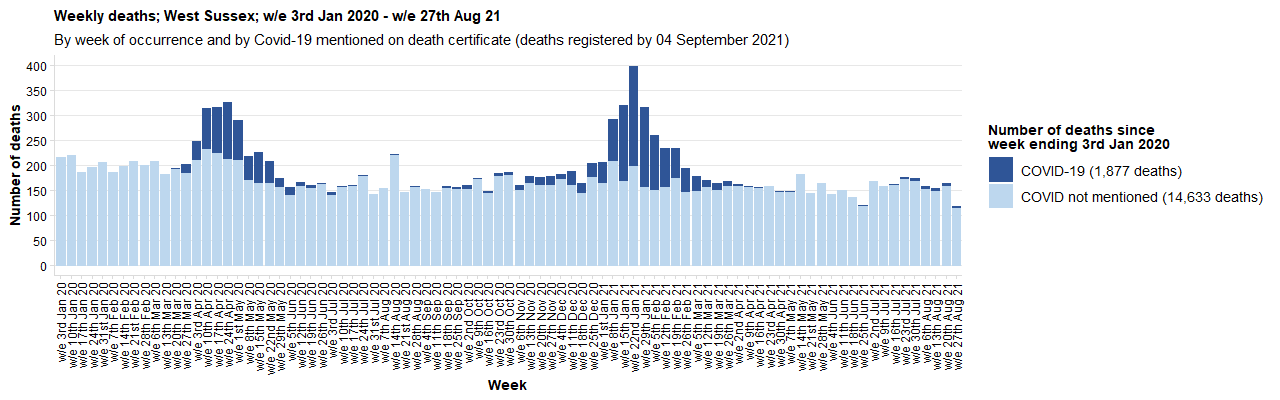 Weekly deaths; West Sussex; w/e 3rd Jan 2020 - w/e 27th Aug 21
By week of occurrence and by Covid-19 mentioned on death certificate (deaths registered by 04 September 2021)
Number of deaths
400
350
300
250
200
150
100
50
0
w/e 3rd Jan 20
w/e 10th Jan 20
w/e 17th Jan 20
w/e 24th Jan 20
w/e 31st Jan 20
w/e 7th Feb 20
w/e 14th Feb 20
w/e 21st Feb 20
w/e 28th Feb 20
w/e 6th Mar 20
w/e 13th Mar 20
w/e 20th Mar 20
w/e 27th Mar 20
w/e 3rd Apr 20
w/e 10th Apr 20
w/e 17th Apr 20
w/e 24th Apr 20
w/e 1st May 20
w/e 8th May 20
w/e 15th May 20
w/e 22nd May 20
w/e 29th May 20
w/e 5th Jun 20
w/e 12th Jun 20
w/e 19th Jun 20
w/e 26th Jun 20
w/e 3rd Jul 20
w/e 10th Jul 20
w/e 17th Jul 20
w/e 24th Jul 20
w/e 31st Jul 20
w/e 7th Aug 20
w/e 14th Aug 20
w/e 21st Aug 20
w/e 28th Aug 20
w/e 4th Sep 20
w/e 11th Sep 20
w/e 18th Sep 20
w/e 25th Sep 20
w/e 2nd Oct 20
w/e 9th Oct 20
w/e 16th Oct 20
w/e 23rd Oct 20
w/e 30th Oct 20
w/e 6th Nov 20
w/e 13th Nov 20
w/e 20th Nov 20
w/e 27th Nov 20
w/e 4th Dec 20
w/e 11th Dec 20
w/e 18th Dec 20
w/e 25th Dec 20
w/e 1st Jan 21
w/e 8th Jan 21
w/e 15th Jan 21
w/e 22nd Jan 21
w/e 29th Jan 21
w/e 5th Feb 21
w/e 12th Feb 21
w/e 19th Feb 21
w/e 26th Feb 21
w/e 5th Mar 21
w/e 12th Mar 21
w/e 19th Mar 21
w/e 26th Mar 21
w/e 2nd Apr 21
w/e 9th Apr 21
w/e 16th Apr 21
w/e 23rd Apr 21
w/e 30th Apr 21
w/e 7th May 21
w/e 14th May 21
w/e 21st May 21
w/e 28th May 21
w/e 4th Jun 21
w/e 11th Jun 21
w/e 18th Jun 21
w/e 25th Jun 21
w/e 2nd Jul 21
w/e 9th Jul 21
w/e 16th Jul 21
w/e 23rd Jul 21
w/e 30th Jul 21
w/e 6th Aug 21
w/e 13th Aug 21
w/e 20th Aug 21
w/e 27th Aug 21
Week
Number of deaths since
week ending 3rd Jan 2020
COVID-19 (1,877 deaths)
COVID not mentioned (14,633 deaths)